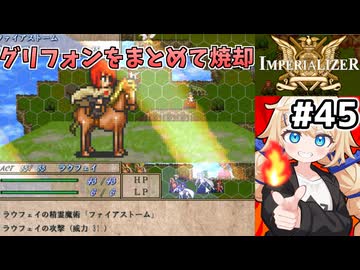 ファイアストーム
グリフォンをまとめて焼却
IMPERIALIZER
#45
ラウフェイ
HP
LP
ラウフェイの精霊魔術「ファイアストーム」
ラウフェイの攻撃(威力31)